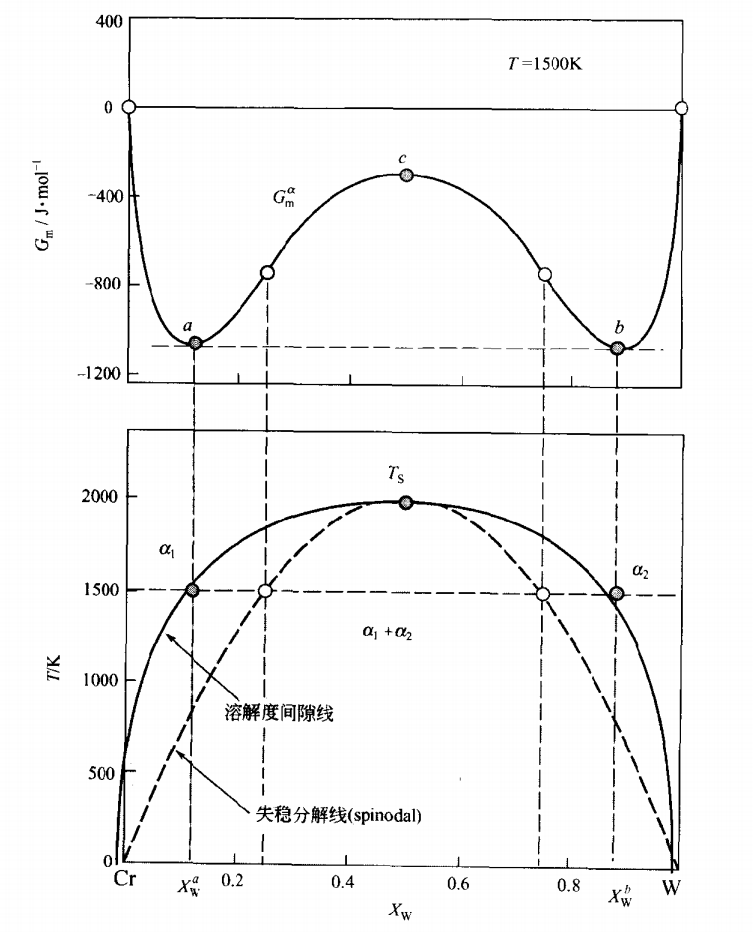 400
T =1500K
0
c
G_m^α
G_m / J·mol⁻¹
-400
-800
a
b
-1200
T_S
2000
α₁
α₂
1500
α₁ +α₂
T/K
1000
溶解度间隙线
500
失稳分解线(spinodal)
0
Cr
X_W^a
0.2
0.4
0.6
0.8
X_W^b
W
X_W